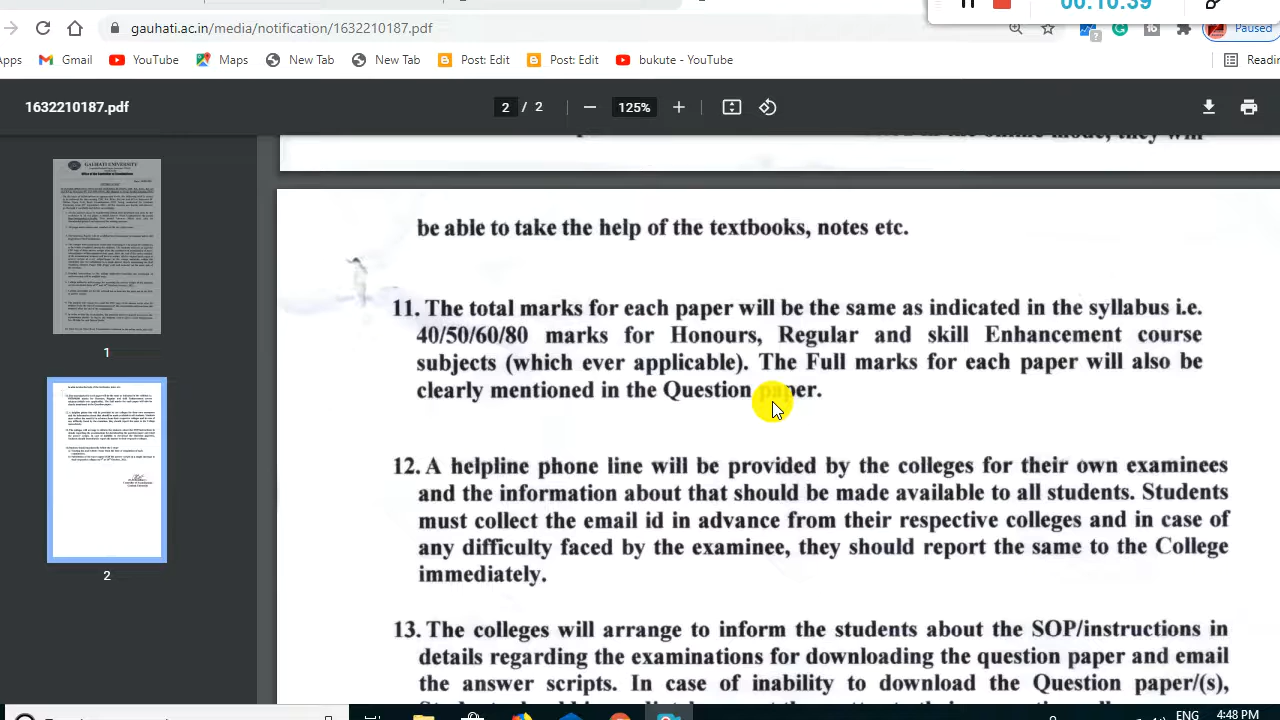 00:10:39
gauhati.ac.in/media/notification/1632210187.pdf
Paused
Apps Gmail YouTube Maps New Tab New Tab Post: Edit Post: Edit bukute - YouTube
1632210187.pdf 2 / 2 125%
GAUHATI UNIVERSITY
1
2
be able to take the help of the textbooks, notes etc.
11. The total marks for each paper will be the same as indicated in the syllabus i.e.
40/50/60/80 marks for Honours, Regular and skill Enhancement course
subjects (which ever applicable). The Full marks for each paper will also be
clearly mentioned in the Question paper.
12. A helpline phone line will be provided by the colleges for their own examinees
and the information about that should be made available to all students. Students
must collect the email id in advance from their respective colleges and in case of
any difficulty faced by the examinee, they should report the same to the College
immediately.
13. The colleges will arrange to inform the students about the SOP/instructions in
details regarding the examinations for downloading the question paper and email
the answer scripts. In case of inability to download the Question paper/(s),
ENG 4:48 PM